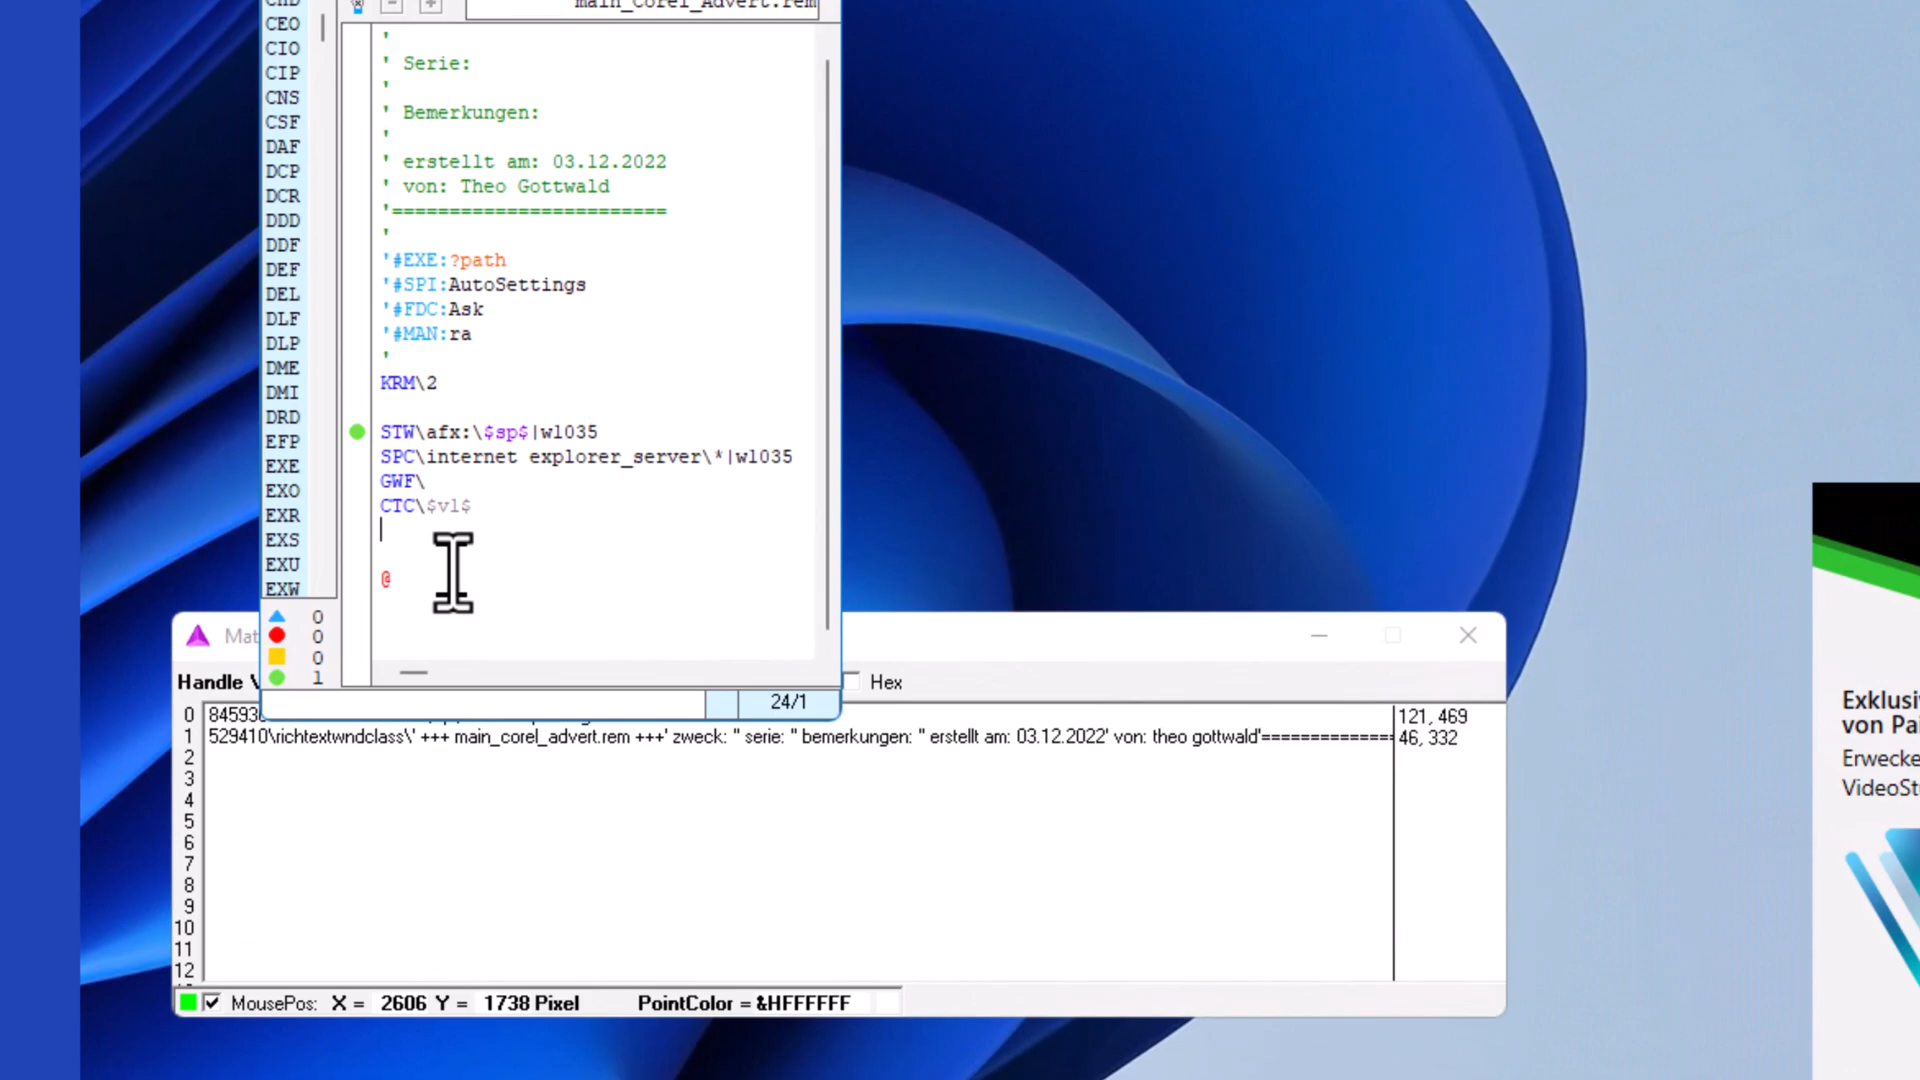 CHD
CEO
CIO
CIP
CNS
CSF
DAF
DCP
DCR
DDD
DDF
DEF
DEL
DLF
DLP
DME
DMI
DRD
EFP
EXE
EXO
EXR
EXS
EXU
EXW
0
0
0
1
main_Corel_Advert.rem
'
' Serie:
'
' Bemerkungen:
'
' erstellt am: 03.12.2022
' von: Theo Gottwald
'========================
'
'#EXE:?path
'#SPI:AutoSettings
'#FDC:Ask
'#MAN:ra
'
KRM\2
STW\afx:\$sp$|w1035
SPC\internet explorer_server\*|w1035
GWF\
CTC\$v1$
@
24/1
Mat
Handle \
Hex
0 84593 121, 469
1 529410\richtextwndclass\' +++ main_corel_advert.rem +++' zweck: '' serie: '' bemerkungen: '' erstellt am: 03.12.2022' von: theo gottwald'============== 46, 332
2
3
4
5
6
7
8
9
10
11
12
MousePos: X = 2606 Y = 1738 Pixel PointColor = &HFFFFFF
Exklusi
von Pai
Erwecke
VideoSt